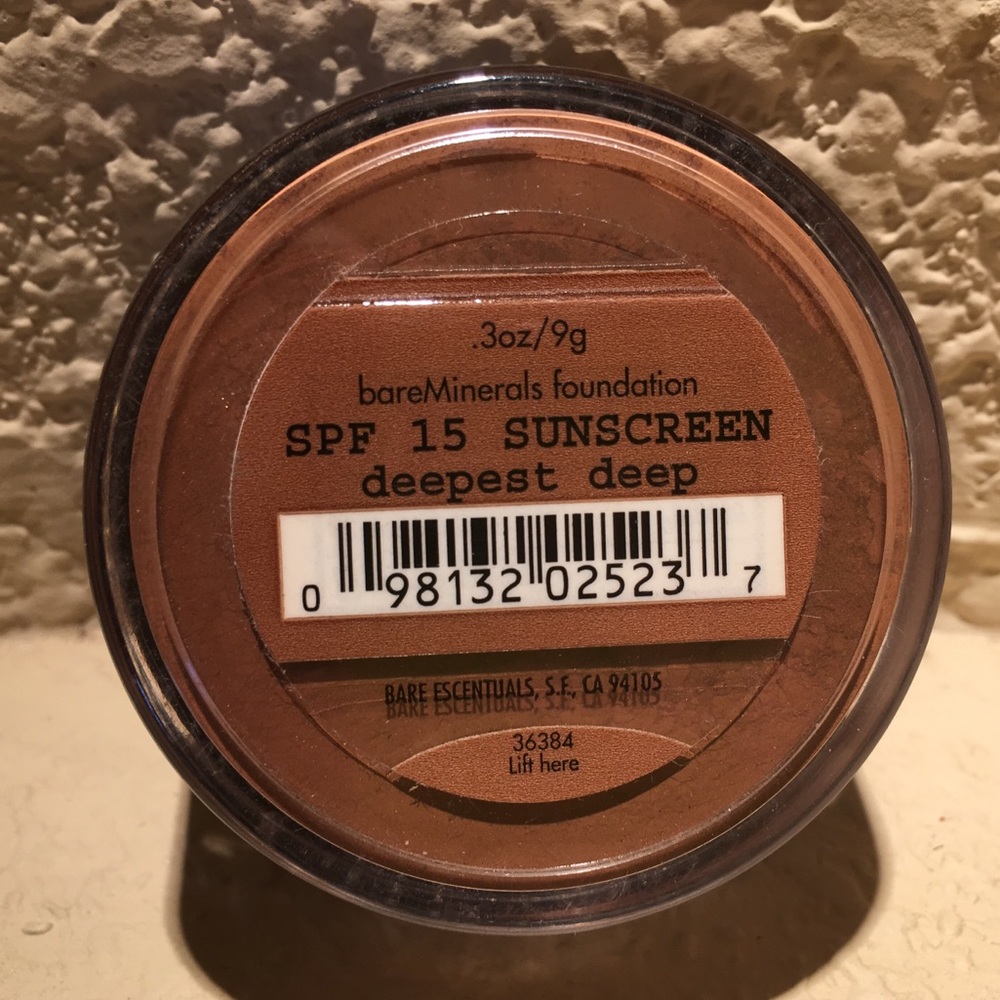 .3oz/9g
bareMinerals foundation
SPF 15 SUNSCREEN
deepest deep
0 98132 02523 7
BARE ESCENTUALS, S.F., CA 94105
36384
Lift here